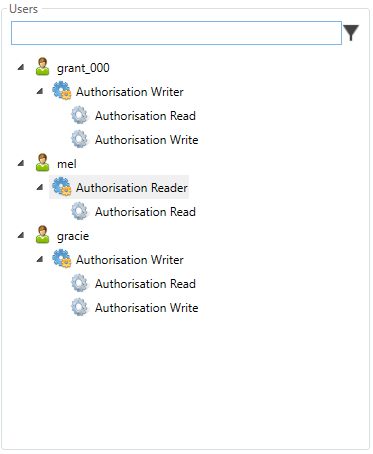 Users
grant_000
Authorisation Writer
Authorisation Read
Authorisation Write
mel
Authorisation Reader
Authorisation Read
gracie
Authorisation Writer
Authorisation Read
Authorisation Write